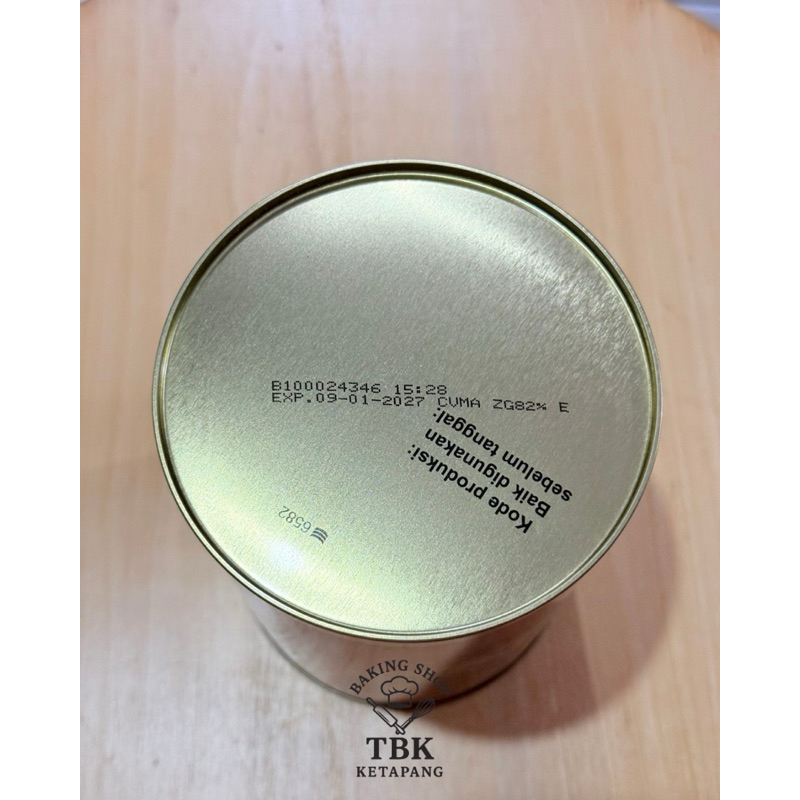 B100024346 15:28
EXP.09-01-2027 CVMA ZG82% E
Kode produksi:
Baik digunakan
sebelum tanggal:
6582
BAKING SHOP
TBK
KETAPANG